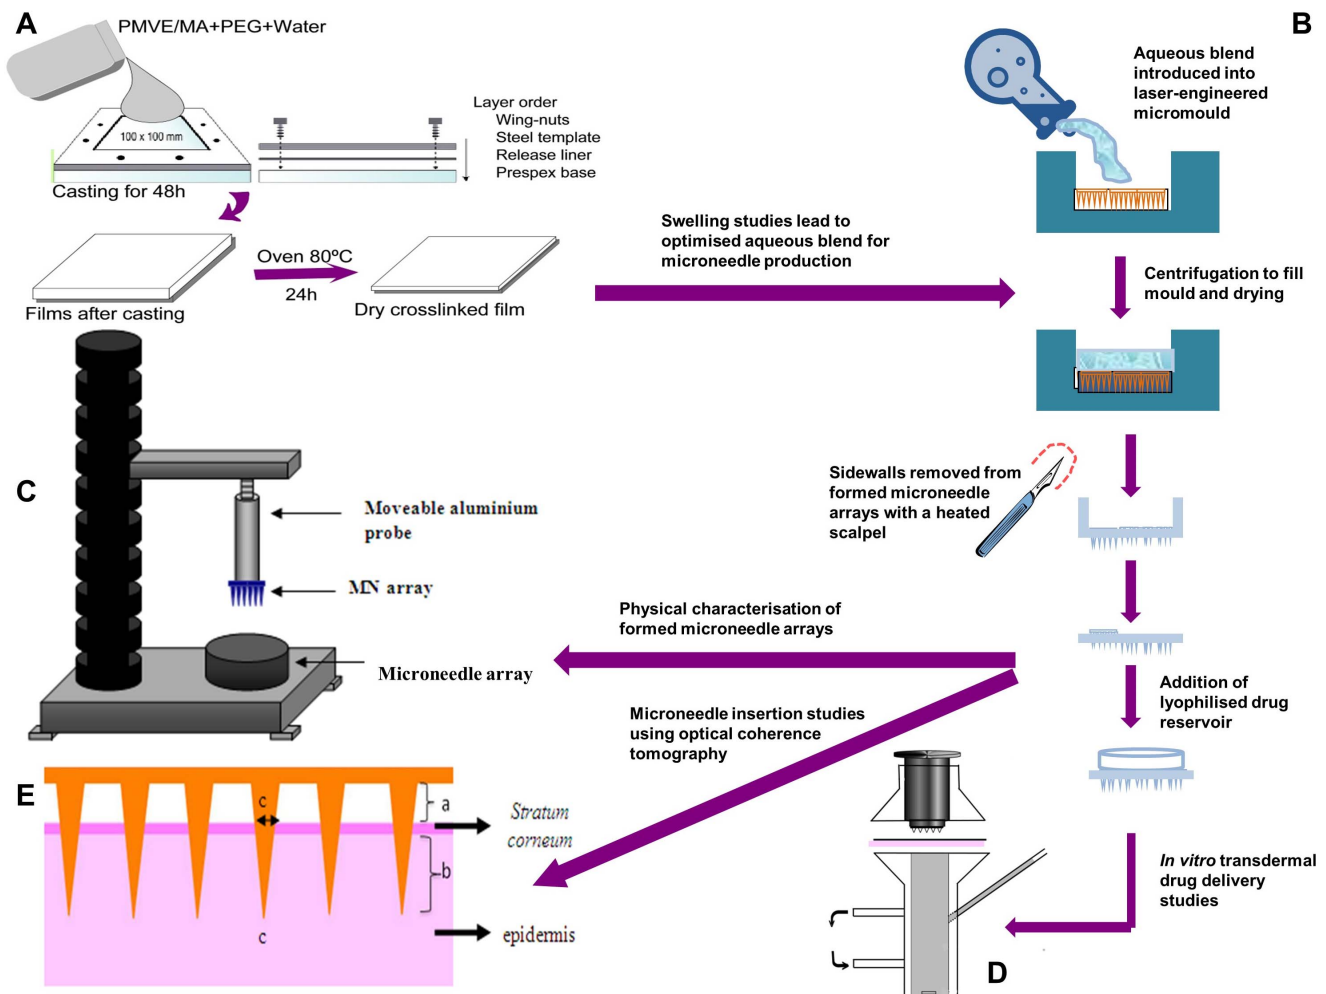 A
PMVE/MA+PEG+Water
100 x 100 mm
Layer order
Wing-nuts
Steel template
Release liner
Prespex base
Casting for 48h
Oven 80ºC
24h
Films after casting
Dry crosslinked film
Swelling studies lead to
optimised aqueous blend for
microneedle production
B
Aqueous blend
introduced into
laser-engineered
micromould
Centrifugation to fill
mould and drying
Sidewalls removed from
formed microneedle
arrays with a heated
scalpel
Addition of
lyophilised drug
reservoir
In vitro transdermal
drug delivery
studies
C
Moveable aluminium
probe
MN array
Microneedle array
Physical characterisation of
formed microneedle arrays
Microneedle insertion studies
using optical coherence
tomography
D
E
c
a
b
c
Stratum
corneum
epidermis